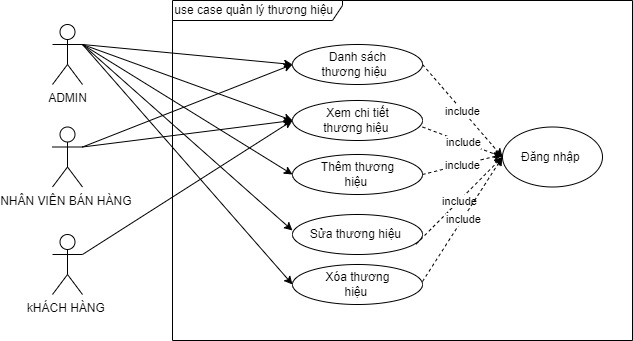 use case quản lý thương hiệu
ADMIN
NHÂN VIÊN BÁN HÀNG
kHÁCH HÀNG
Danh sách
thương hiệu
Xem chi tiết
thương hiệu
Thêm thương
hiệu
Sửa thương hiệu
Xóa thương
hiệu
include
include
include
include
include
Đăng nhập